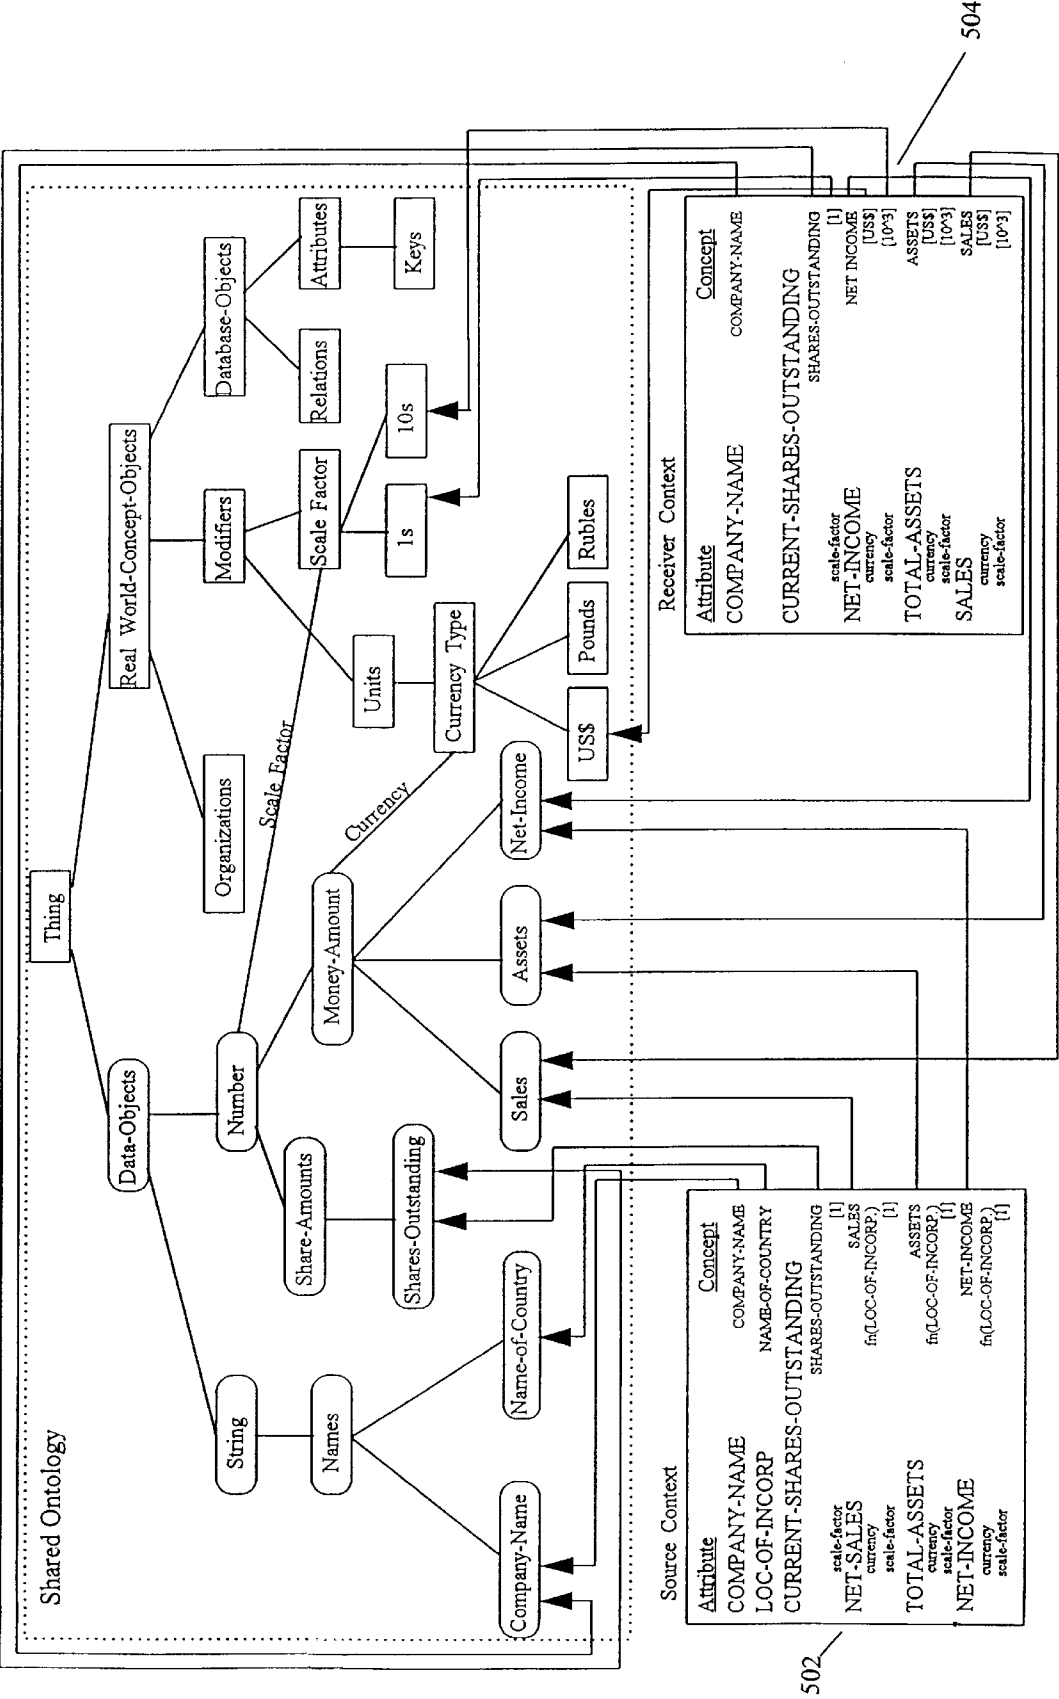 Shared Ontology
Thing
Data-Objects
Real World-Concept-Objects
String
Number
Organizations
Modifiers
Database-Objects
Scale Factor
Names
Share-Amounts
Money-Amount
Scale Factor
Relations
Attributes
Currency
Units
Shares-Outstanding
1s
10s
Keys
Currency Type
Company-Name
Name-of-Country
Sales
Assets
Net-Income
US$
Pounds
Rubles
Source Context
Attribute
Concept
COMPANY-NAME
COMPANY-NAME
LOC-OF-INCORP
NAME-OF-COUNTRY
CURRENT-SHARES-OUTSTANDING
SHARES-OUTSTANDING
scale-factor
[1]
NET-SALES
SALES
currency
fn(LOC-OF-INCORP.)
scale-factor
[1]
TOTAL-ASSETS
ASSETS
currency
fn(LOC-OF-INCORP.)
scale-factor
[1]
NET-INCOME
NET-INCOME
currency
fn(LOC-OF-INCORP.)
scale-factor
[1]
502
Receiver Context
Attribute
Concept
COMPANY-NAME
COMPANY-NAME
CURRENT-SHARES-OUTSTANDING
SHARES-OUTSTANDING
scale-factor
[1]
NET-INCOME
NET INCOME
currency
[US$]
scale-factor
[10^3]
TOTAL-ASSETS
ASSETS
currency
[US$]
scale-factor
[10^3]
SALES
SALES
currency
[US$]
scale-factor
[10^3]
504